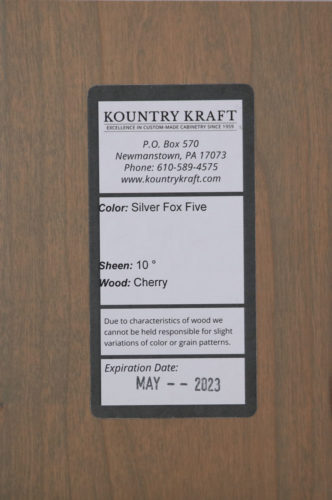 KOUNTRY KRAFT
EXCELLENCE IN CUSTOM-MADE CABINETRY SINCE 1959
P.O. Box 570
Newmanstown, PA 17073
Phone: 610-589-4575
www.kountrykraft.com
Color: Silver Fox Five
Sheen: 10 °
Wood: Cherry
Due to characteristics of wood we
cannot be held responsible for slight
variations of color or grain patterns.
Expiration Date:
MAY -- 2023